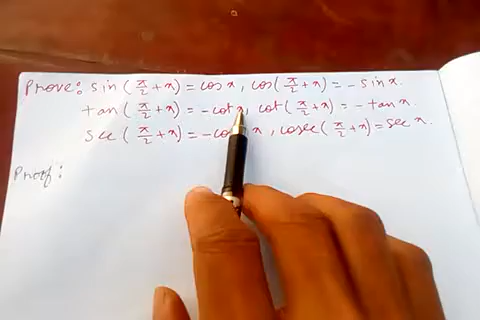 Prove: sin(π/2+x) = cos x, cos(π/2+x) = -sin x.
tan(π/2+x) = -cot x, cot(π/2+x) = -tan x.
sec(π/2+x) = -co x, cosec(π/2+x) = sec x.
Proof: